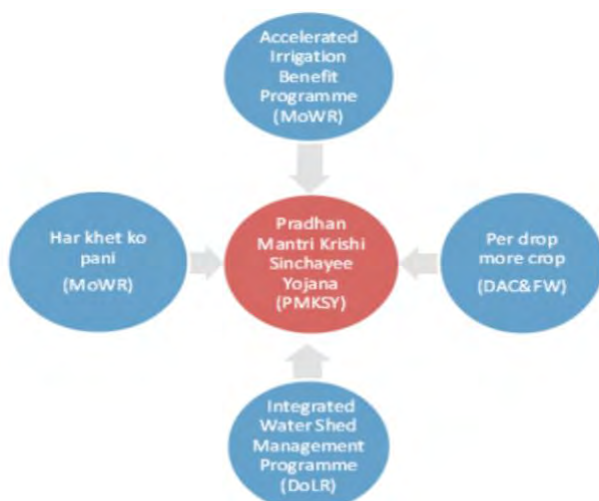 Accelerated
Irrigation
Benefit
Programme
(MoWR)
Har khet ko
pani
(MoWR)
Pradhan
Mantri Krishi
Sinchayee
Yojana
(PMKSY)
Per drop
more crop
(DAC&FW)
Integrated
Water Shed
Management
Programme
(DoLR)